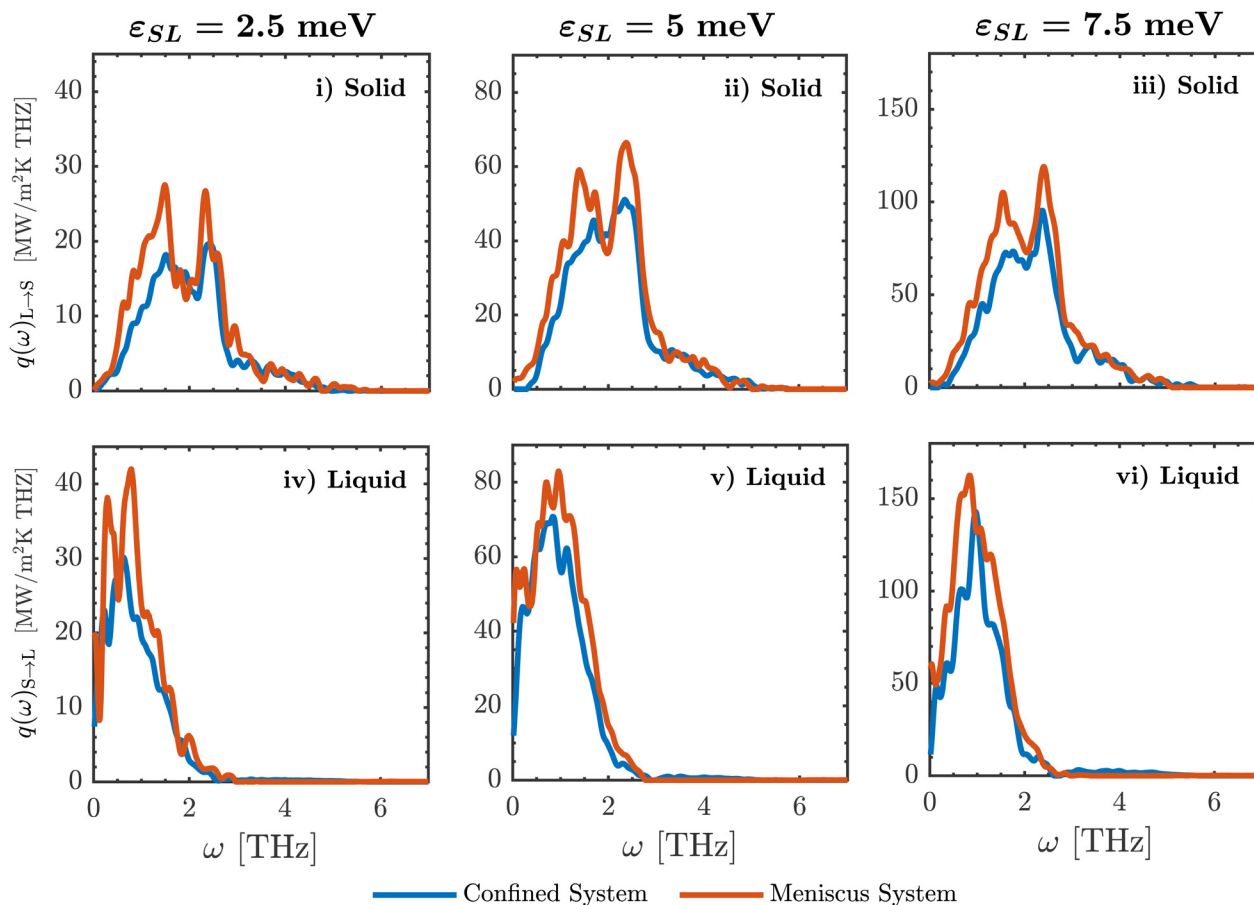 ε_SL = 2.5 meV
ε_SL = 5 meV
ε_SL = 7.5 meV
i) Solid
ii) Solid
iii) Solid
q(ω)L→S [MW/m²K THZ]
40
30
20
10
0
80
60
40
20
0
150
100
50
0
iv) Liquid
v) Liquid
vi) Liquid
q(ω)S→L [MW/m²K THZ]
40
30
20
10
0
80
60
40
20
0
150
100
50
0
0 2 4 6
0 2 4 6
0 2 4 6
ω [THz]
ω [THz]
ω [THz]
Confined System
Meniscus System